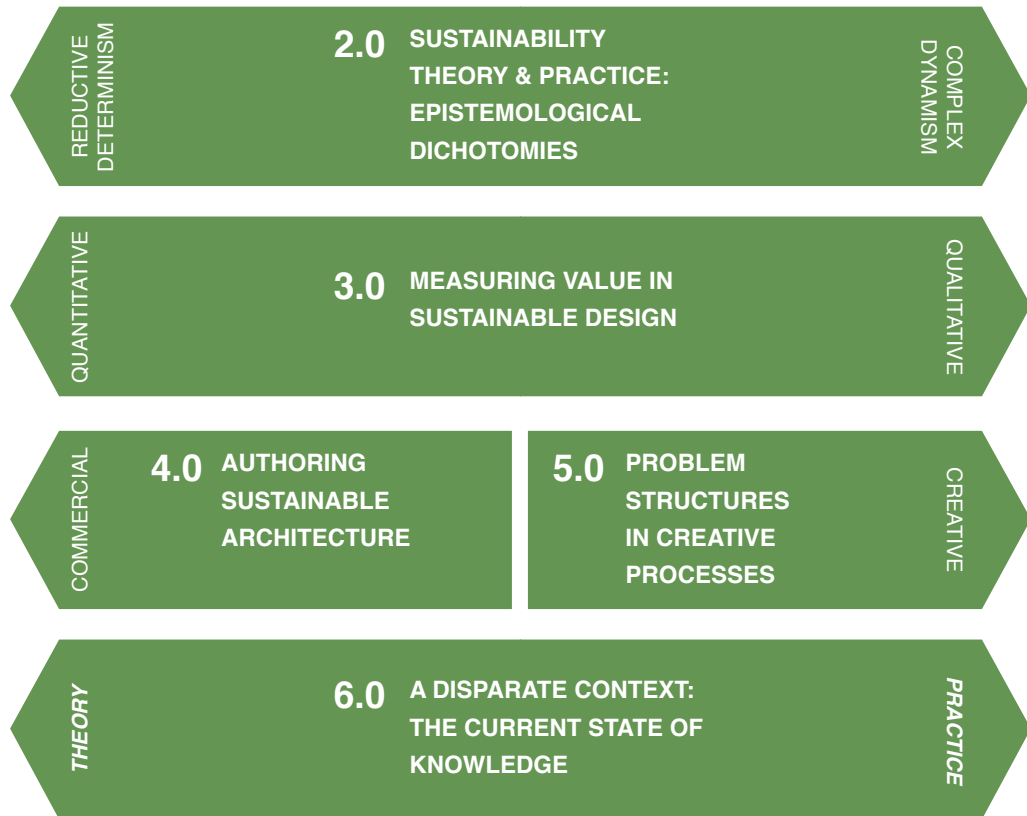 REDUCTIVE
DETERMINISM
2.0 SUSTAINABILITY
THEORY & PRACTICE:
EPISTEMOLOGICAL
DICHOTOMIES
COMPLEX
DYNAMISM
QUANTITATIVE
3.0 MEASURING VALUE IN
SUSTAINABLE DESIGN
QUALITATIVE
COMMERCIAL
4.0 AUTHORING
SUSTAINABLE
ARCHITECTURE
5.0 PROBLEM
STRUCTURES
IN CREATIVE
PROCESSES
CREATIVE
THEORY
6.0 A DISPARATE CONTEXT:
THE CURRENT STATE OF
KNOWLEDGE
PRACTICE